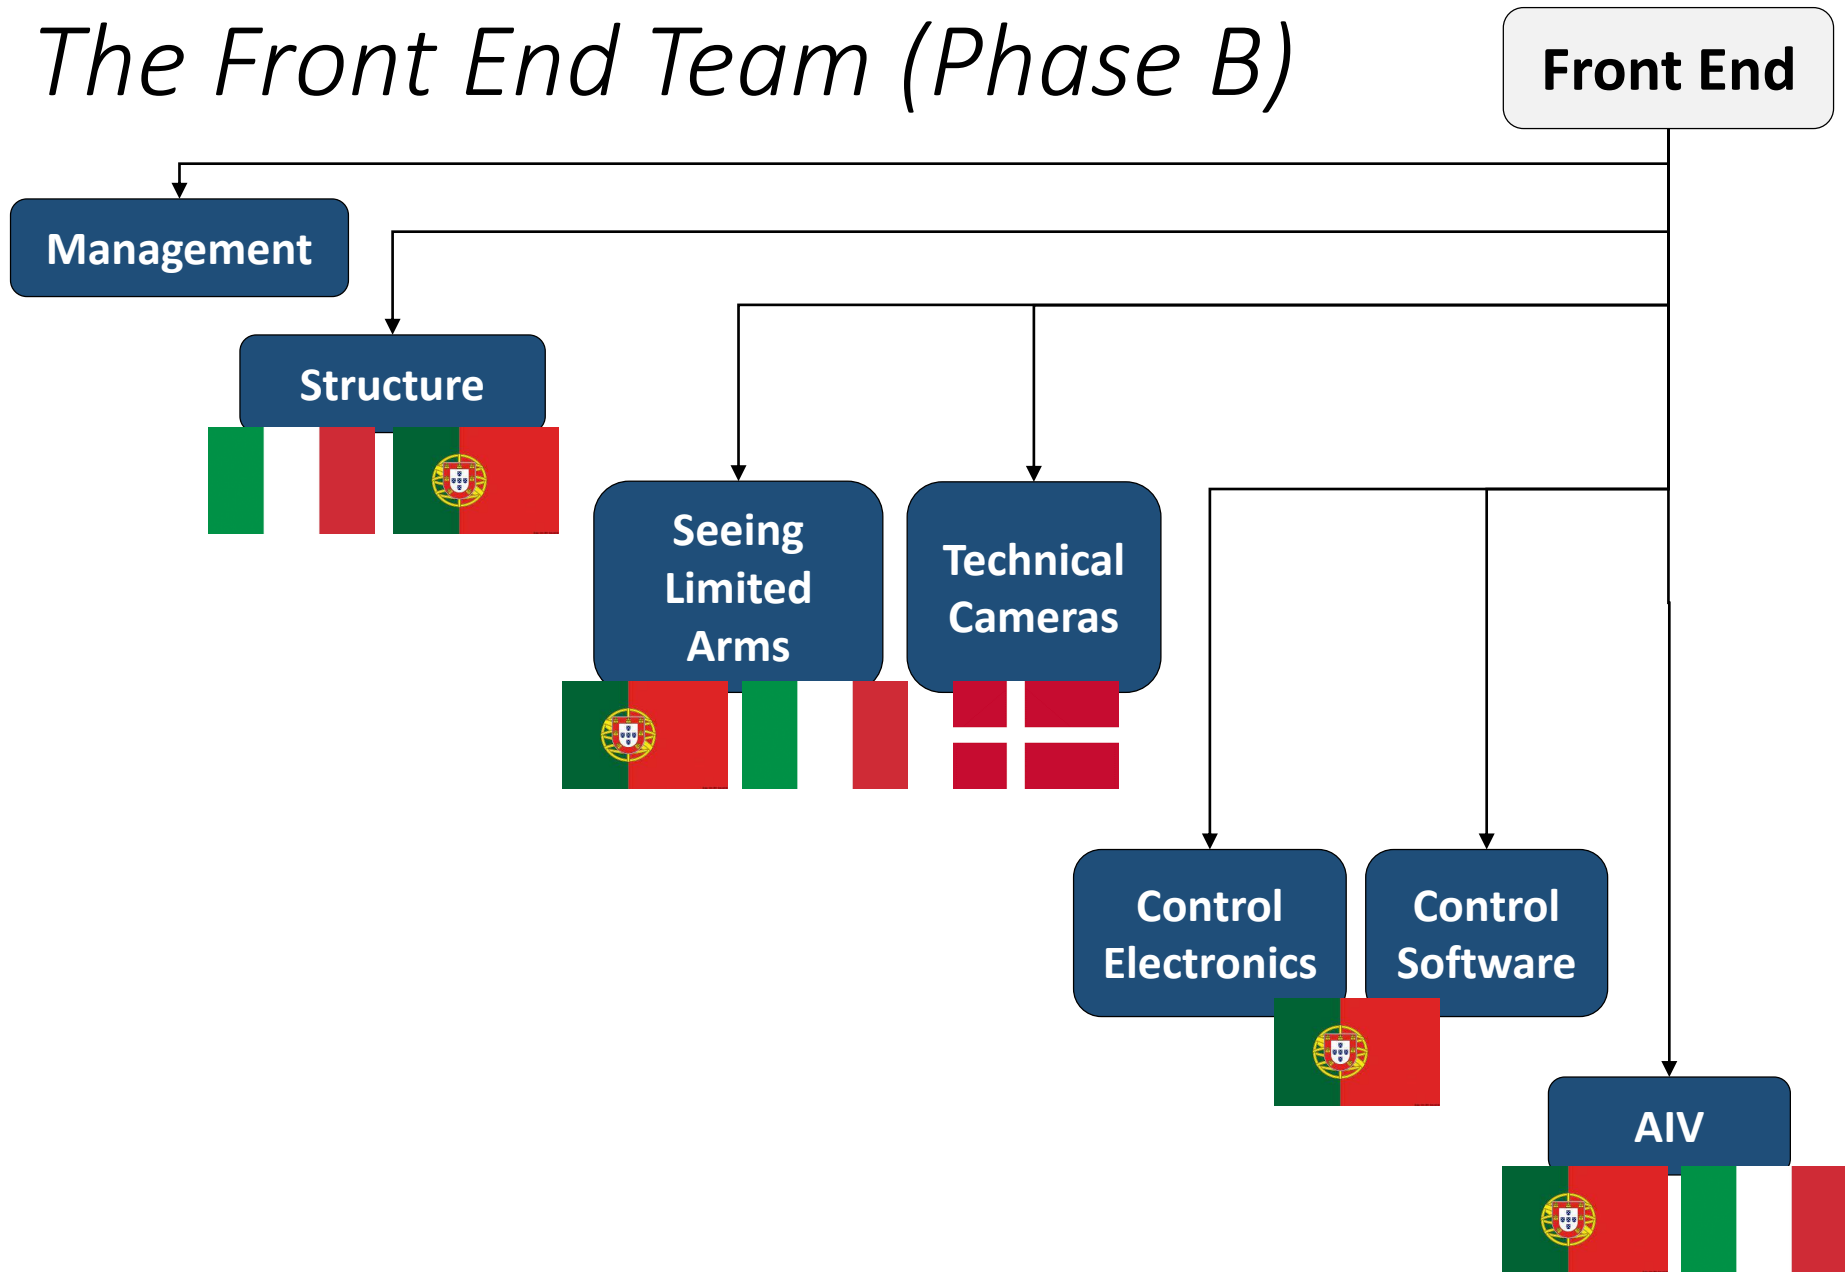 The Front End Team (Phase B)
Front End
Management
Structure
Seeing
Limited
Arms
Technical
Cameras
Control
Electronics
Control
Software
AIV